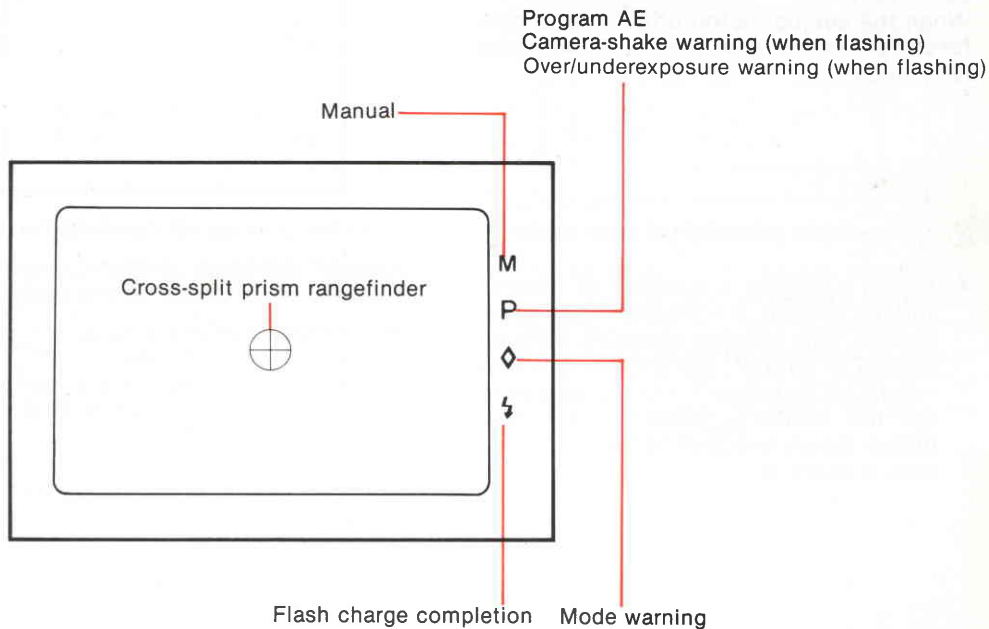 Program AE
Camera-shake warning (when flashing)
Over/underexposure warning (when flashing)
Manual
M
Cross-split prism rangefinder
P
Flash charge completion
Mode warning